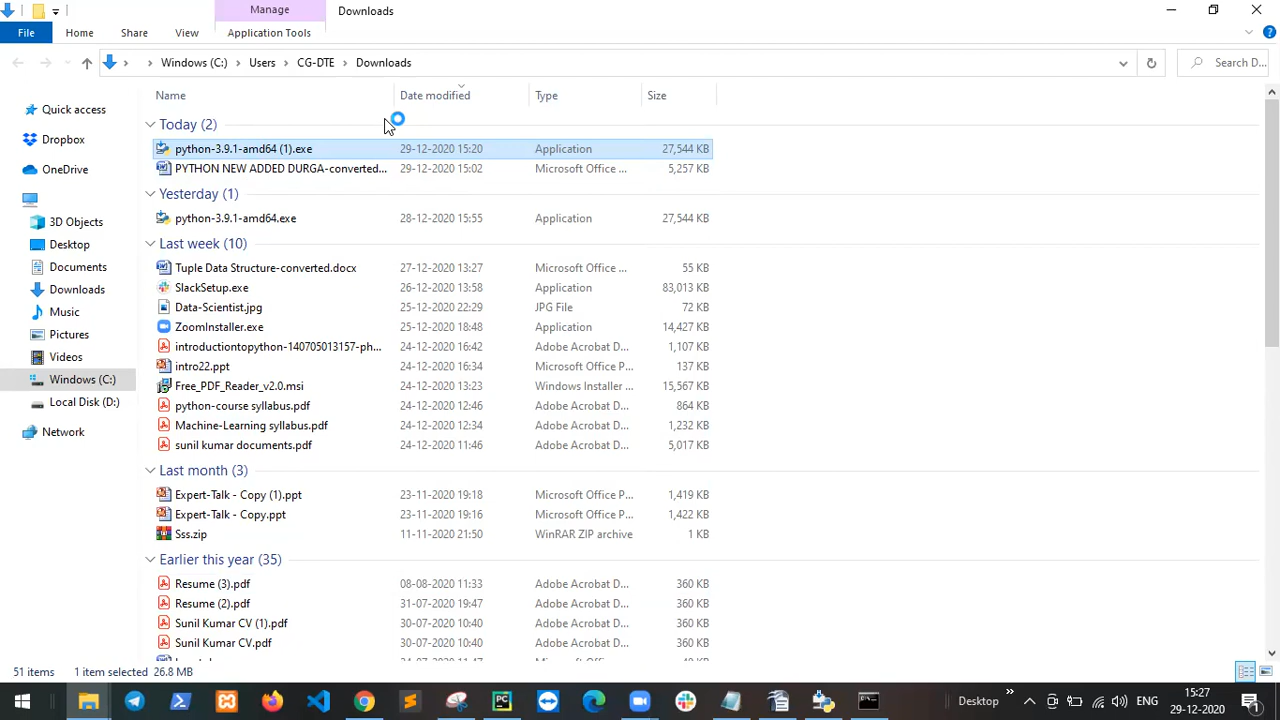 Manage
Downloads
File
Home
Share
View
Application Tools
Windows (C:)
Users
CG-DTE
Downloads
Search D...
Name
Date modified
Type
Size
Quick access
Dropbox
OneDrive
3D Objects
Desktop
Documents
Downloads
Music
Pictures
Videos
Windows (C:)
Local Disk (D:)
Network
Today (2)
python-3.9.1-amd64 (1).exe 29-12-2020 15:20 Application 27,544 KB
PYTHON NEW ADDED DURGA-converted... 29-12-2020 15:02 Microsoft Office ... 5,257 KB
Yesterday (1)
python-3.9.1-amd64.exe 28-12-2020 15:55 Application 27,544 KB
Last week (10)
Tuple Data Structure-converted.docx 27-12-2020 13:27 Microsoft Office ... 55 KB
SlackSetup.exe 26-12-2020 13:58 Application 83,013 KB
Data-Scientist.jpg 25-12-2020 22:29 JPG File 72 KB
ZoomInstaller.exe 25-12-2020 18:48 Application 14,427 KB
introductiontopython-140705013157-ph... 24-12-2020 16:42 Adobe Acrobat D... 1,107 KB
intro22.ppt 24-12-2020 16:34 Microsoft Office P... 137 KB
Free_PDF_Reader_v2.0.msi 24-12-2020 13:23 Windows Installer ... 15,567 KB
python-course syllabus.pdf 24-12-2020 12:46 Adobe Acrobat D... 864 KB
Machine-Learning syllabus.pdf 24-12-2020 12:34 Adobe Acrobat D... 1,232 KB
sunil kumar documents.pdf 24-12-2020 11:46 Adobe Acrobat D... 5,017 KB
Last month (3)
Expert-Talk - Copy (1).ppt 23-11-2020 19:18 Microsoft Office P... 1,419 KB
Expert-Talk - Copy.ppt 23-11-2020 19:16 Microsoft Office P... 1,422 KB
Sss.zip 11-11-2020 21:50 WinRAR ZIP archive 1 KB
Earlier this year (35)
Resume (3).pdf 08-08-2020 11:33 Adobe Acrobat D... 360 KB
Resume (2).pdf 31-07-2020 19:47 Adobe Acrobat D... 360 KB
Sunil Kumar CV (1).pdf 30-07-2020 10:40 Adobe Acrobat D... 360 KB
Sunil Kumar CV.pdf 30-07-2020 10:40 Adobe Acrobat D... 360 KB
51 items
1 item selected 26.8 MB
Desktop
ENG
15:27
29-12-2020